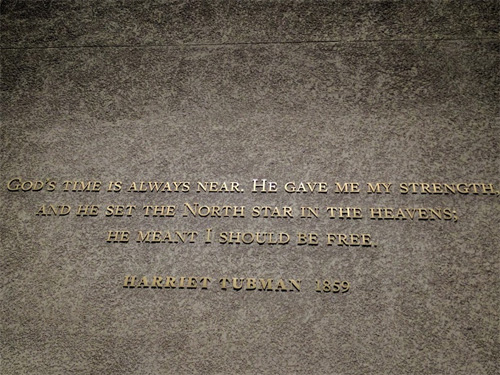 God's time is always near. He gave me my strength
and he set the North star in the heavens;
he meant I should be free.
Harriet Tubman 1859